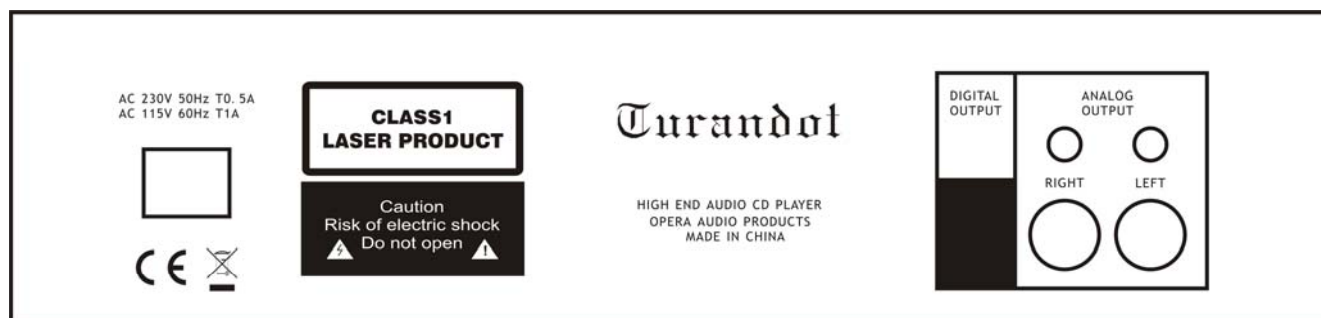 AC 230V 50Hz T0.5A
AC 115V 60Hz T1A
CE
CLASS1
LASER PRODUCT
Caution
Risk of electric shock
Do not open
!
Turandot
HIGH END AUDIO CD PLAYER
OPERA AUDIO PRODUCTS
MADE IN CHINA
DIGITAL
OUTPUT
ANALOG
OUTPUT
RIGHT
LEFT